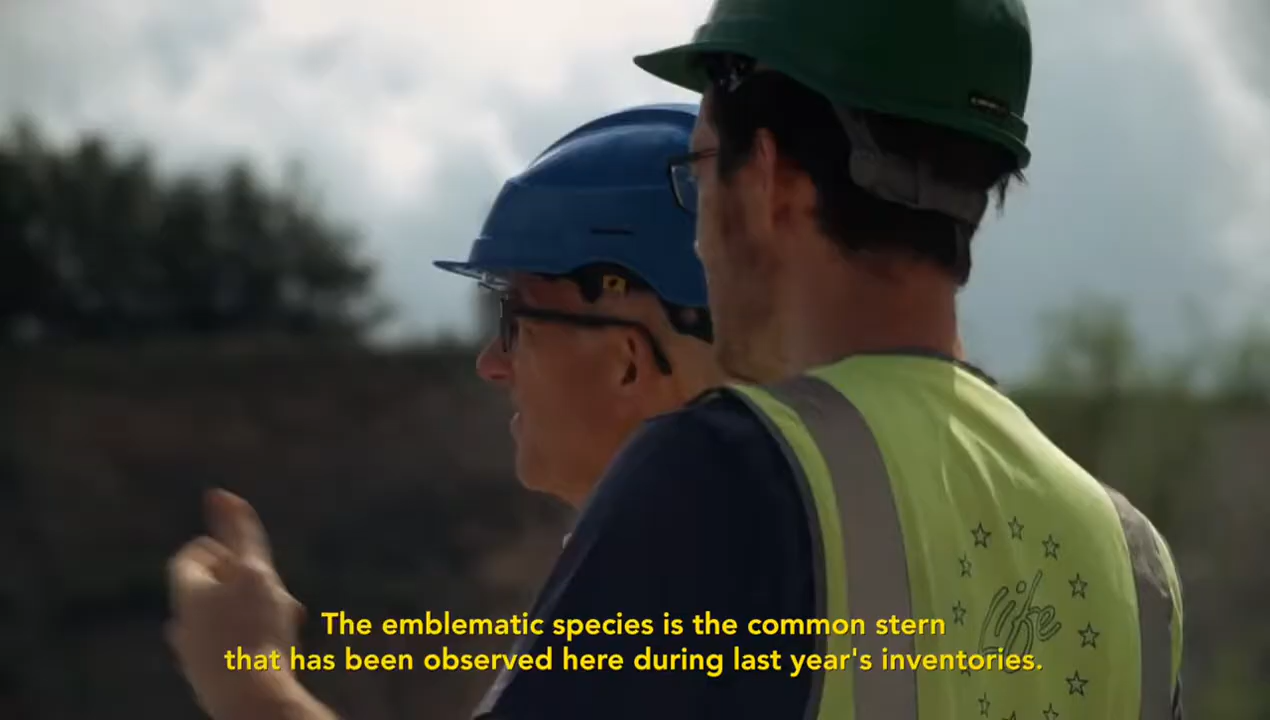 life
The emblematic species is the common stern
that has been observed here during last year's inventories.